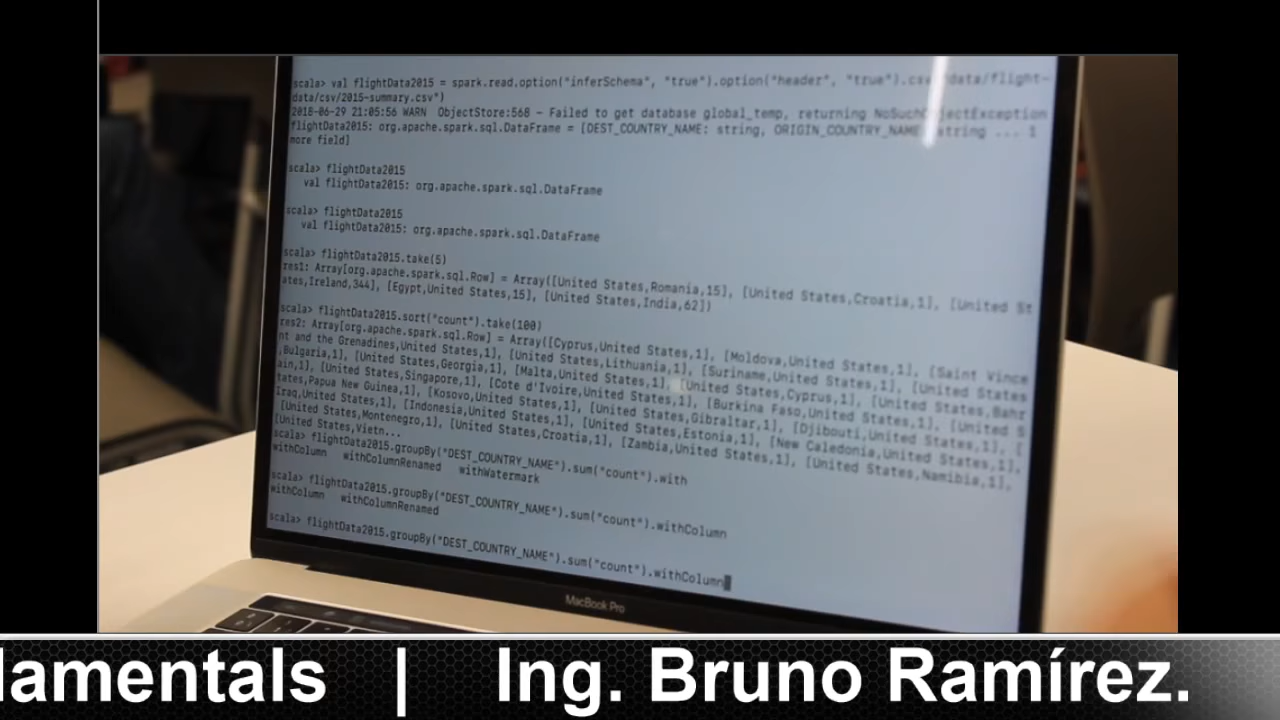 scala> val flightData2015 = spark.read.option("inferSchema", "true").option("header", "true").csv data/flight-
data/csv/2015-summary.csv")
2018-06-29 21:05:56 WARN ObjectStore:568 - Failed to get database global_temp, returning NoSuchObjectException
flightData2015: org.apache.spark.sql.DataFrame = [DEST_COUNTRY_NAME: string, ORIGIN_COUNTRY_NAME: string ... 1
more field]
scala> flightData2015
val flightData2015: org.apache.spark.sql.DataFrame
scala> flightData2015
val flightData2015: org.apache.spark.sql.DataFrame
scala> flightData2015.take(5)
res1: Array[org.apache.spark.sql.Row] = Array([United States,Romania,15], [United States,Croatia,1], [United St
ates,Ireland,344], [Egypt,United States,15], [United States,India,62])
scala> flightData2015.sort("count").take(100)
res2: Array[org.apache.spark.sql.Row] = Array([Cyprus,United States,1], [Moldova,United States,1], [Saint Vince
nt and the Grenadines,United States,1], [United States,Lithuania,1], [Suriname,United States,1], [United States
,Bulgaria,1], [United States,Georgia,1], [Malta,United States,1], [United States,Cyprus,1], [United States,Bahr
ain,1], [United States,Singapore,1], [Cote d'Ivoire,United States,1], [Burkina Faso,United States,1], [United S
tates,Papua New Guinea,1], [Kosovo,United States,1], [United States,Gibraltar,1], [Djibouti,United States,1], [
Iraq,United States,1], [Indonesia,United States,1], [United States,Estonia,1], [New Caledonia,United States,1],
[United States,Montenegro,1], [United States,Croatia,1], [Zambia,United States,1], [United States,Namibia,1],
[United States,Vietn...
scala> flightData2015.groupBy("DEST_COUNTRY_NAME").sum("count").with
withColumn withColumnRenamed withWatermark
scala> flightData2015.groupBy("DEST_COUNTRY_NAME").sum("count").withColumn
withColumn withColumnRenamed
scala> flightData2015.groupBy("DEST_COUNTRY_NAME").sum("count").withColumn
MacBook Pro
damentals | Ing. Bruno Ramírez.